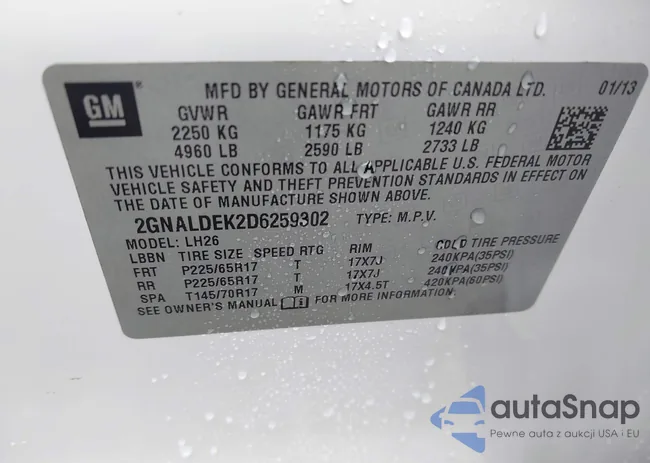 GM
MFD BY GENERAL MOTORS OF CANADA LTD. 01/13
GVWR GAWR FRT GAWR RR
2250 KG 1175 KG 1240 KG
4960 LB 2590 LB 2733 LB
THIS VEHICLE CONFORMS TO ALL APPLICABLE U.S. FEDERAL MOTOR
VEHICLE SAFETY AND THEFT PREVENTION STANDARDS IN EFFECT ON
THE DATE OF MANUFACTURE SHOWN ABOVE.
2GNALDEK2D6259302 TYPE: M.P.V.
MODEL: LH26
LBBN TIRE SIZE SPEED RTG RIM COLD TIRE PRESSURE
FRT P225/65R17 T 17X7J 240KPA(35PSI)
RR P225/65R17 T 17X7J 240KPA(35PSI)
SPA T145/70R17 M 17X4.5T 420KPA(60PSI)
SEE OWNER'S MANUAL FOR MORE INFORMATION.
autaSnap
Pewne auta z aukcji USA i EU